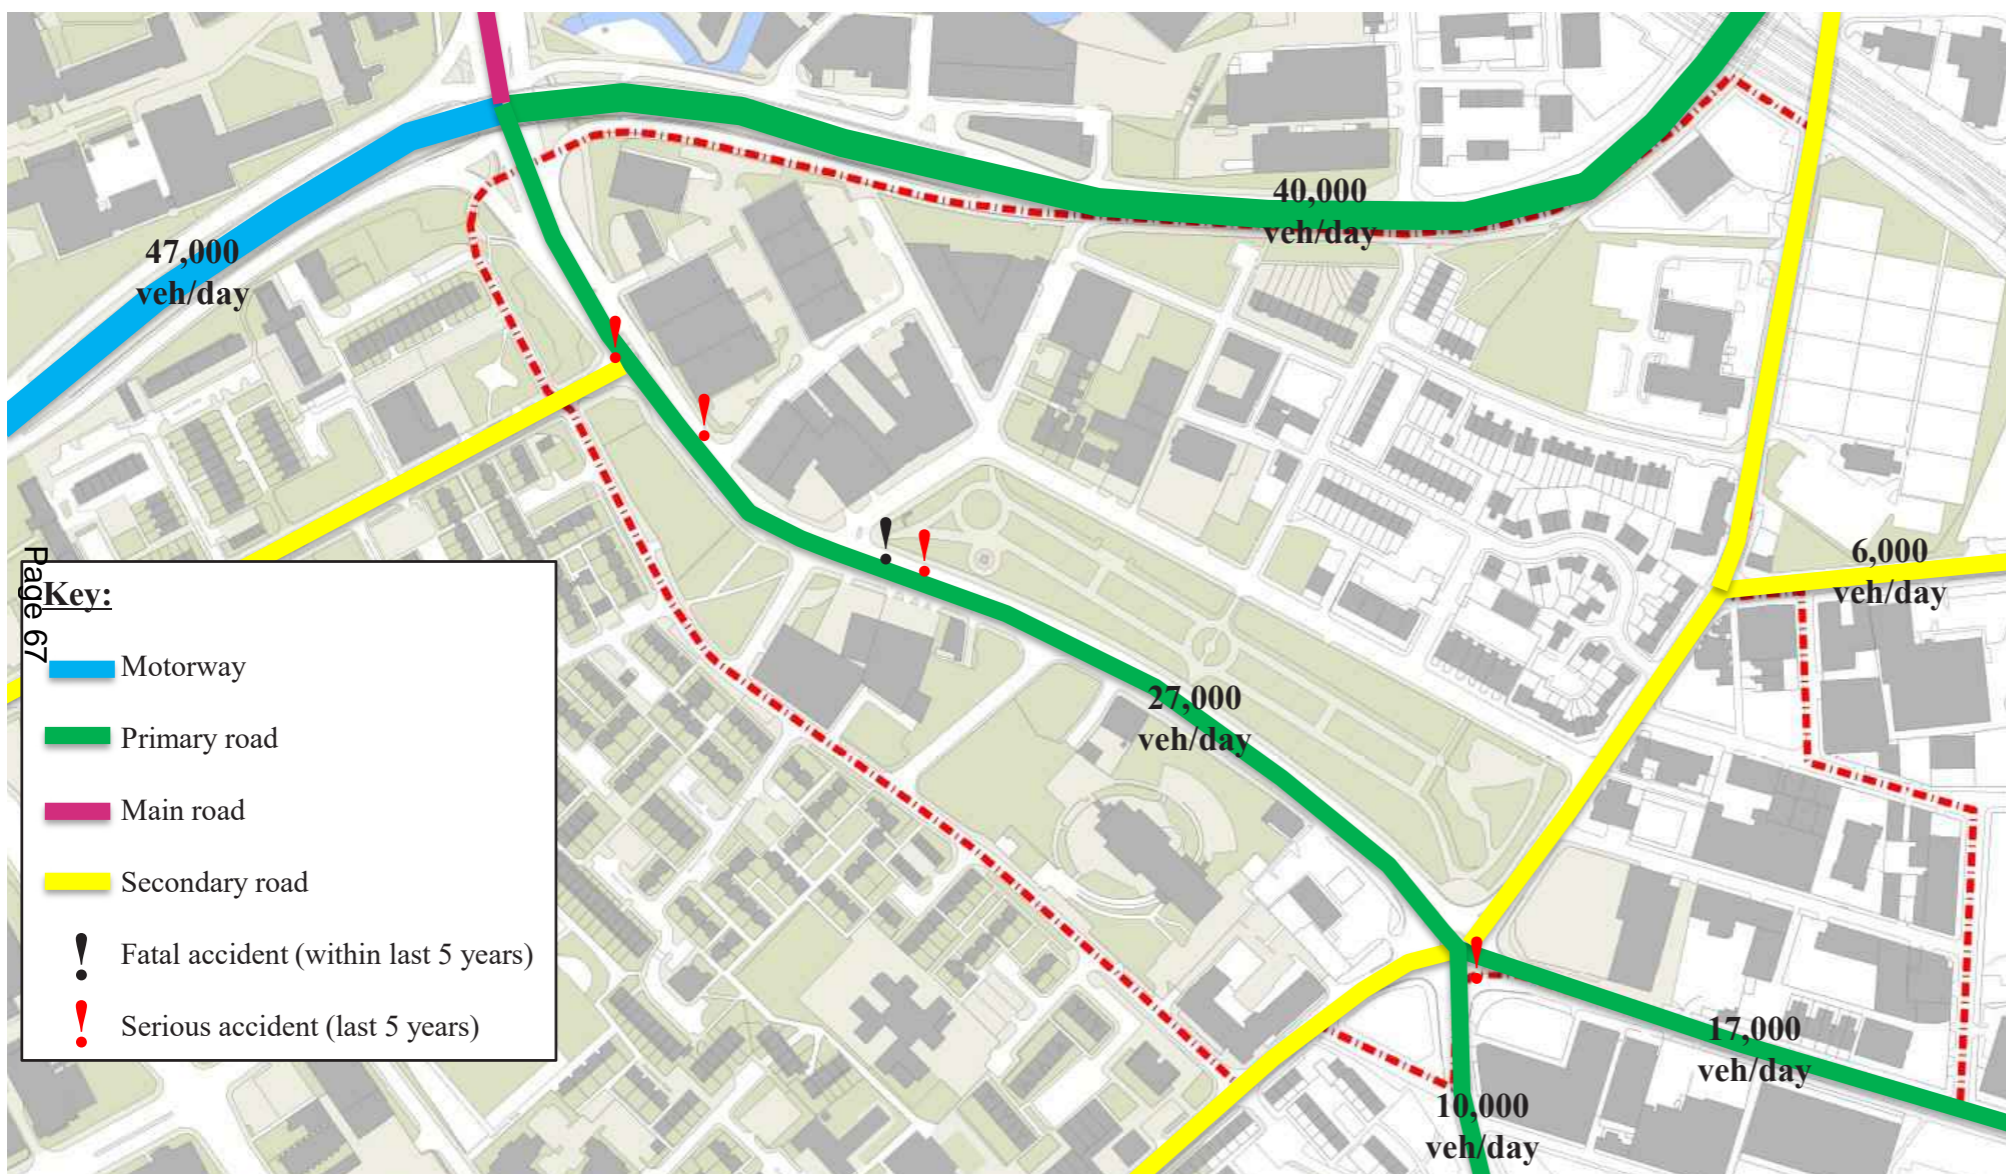 40,000
veh/day
47,000
veh/day
6,000
veh/day
27,000
veh/day
17,000
veh/day
10,000
veh/day
Page 67
Key:
Motorway
Primary road
Main road
Secondary road
Fatal accident (within last 5 years)
Serious accident (last 5 years)